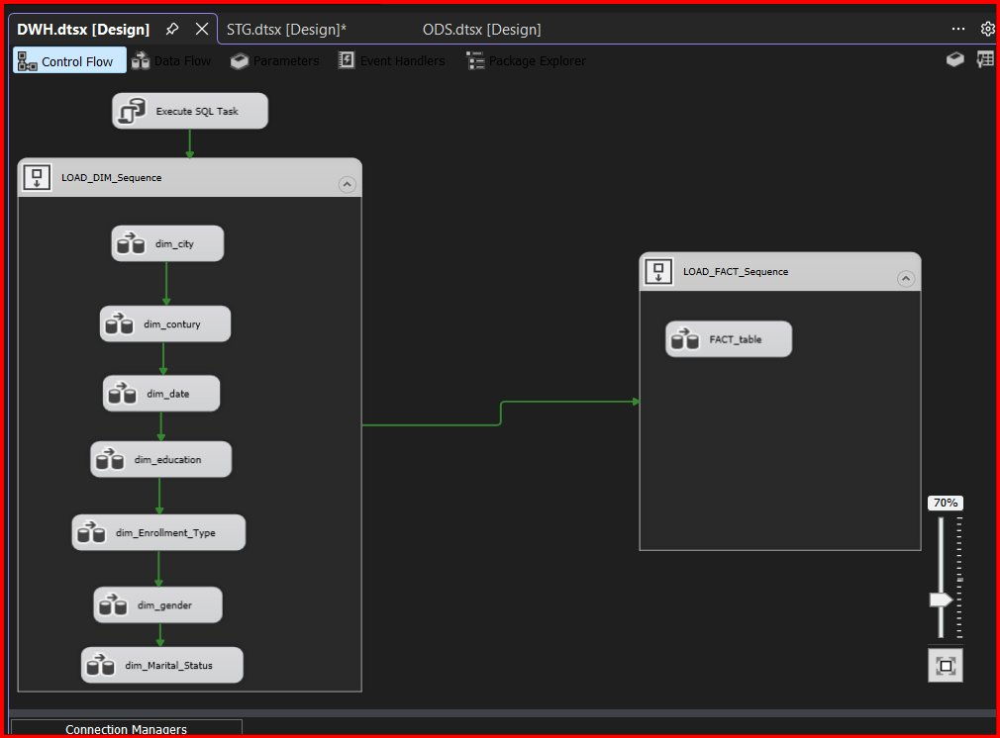 DWH.dtsx [Design]
STG.dtsx [Design]*
ODS.dtsx [Design]
Control Flow
Data Flow
Parameters
Event Handlers
Package Explorer
Execute SQL Task
LOAD_DIM_Sequence
dim_city
dim_contury
dim_date
dim_education
dim_Enrollment_Type
dim_gender
dim_Marital_Status
LOAD_FACT_Sequence
FACT_table
70%
Connection Managers